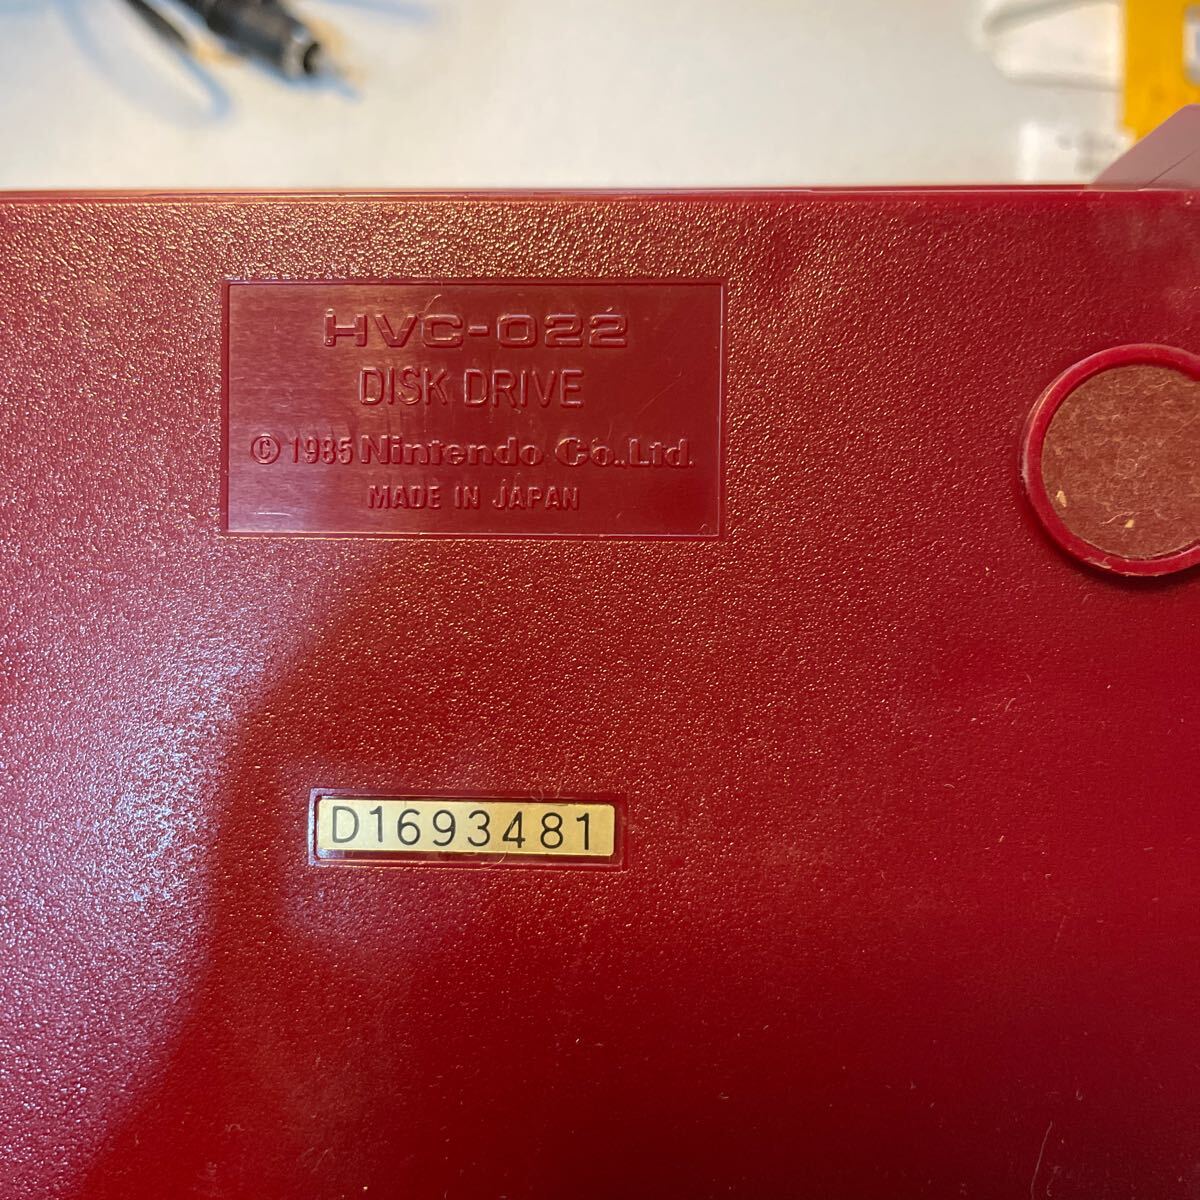 HVC-022
DISK DRIVE
© 1985 Nintendo Co., Ltd.
MADE IN JAPAN
D1693481